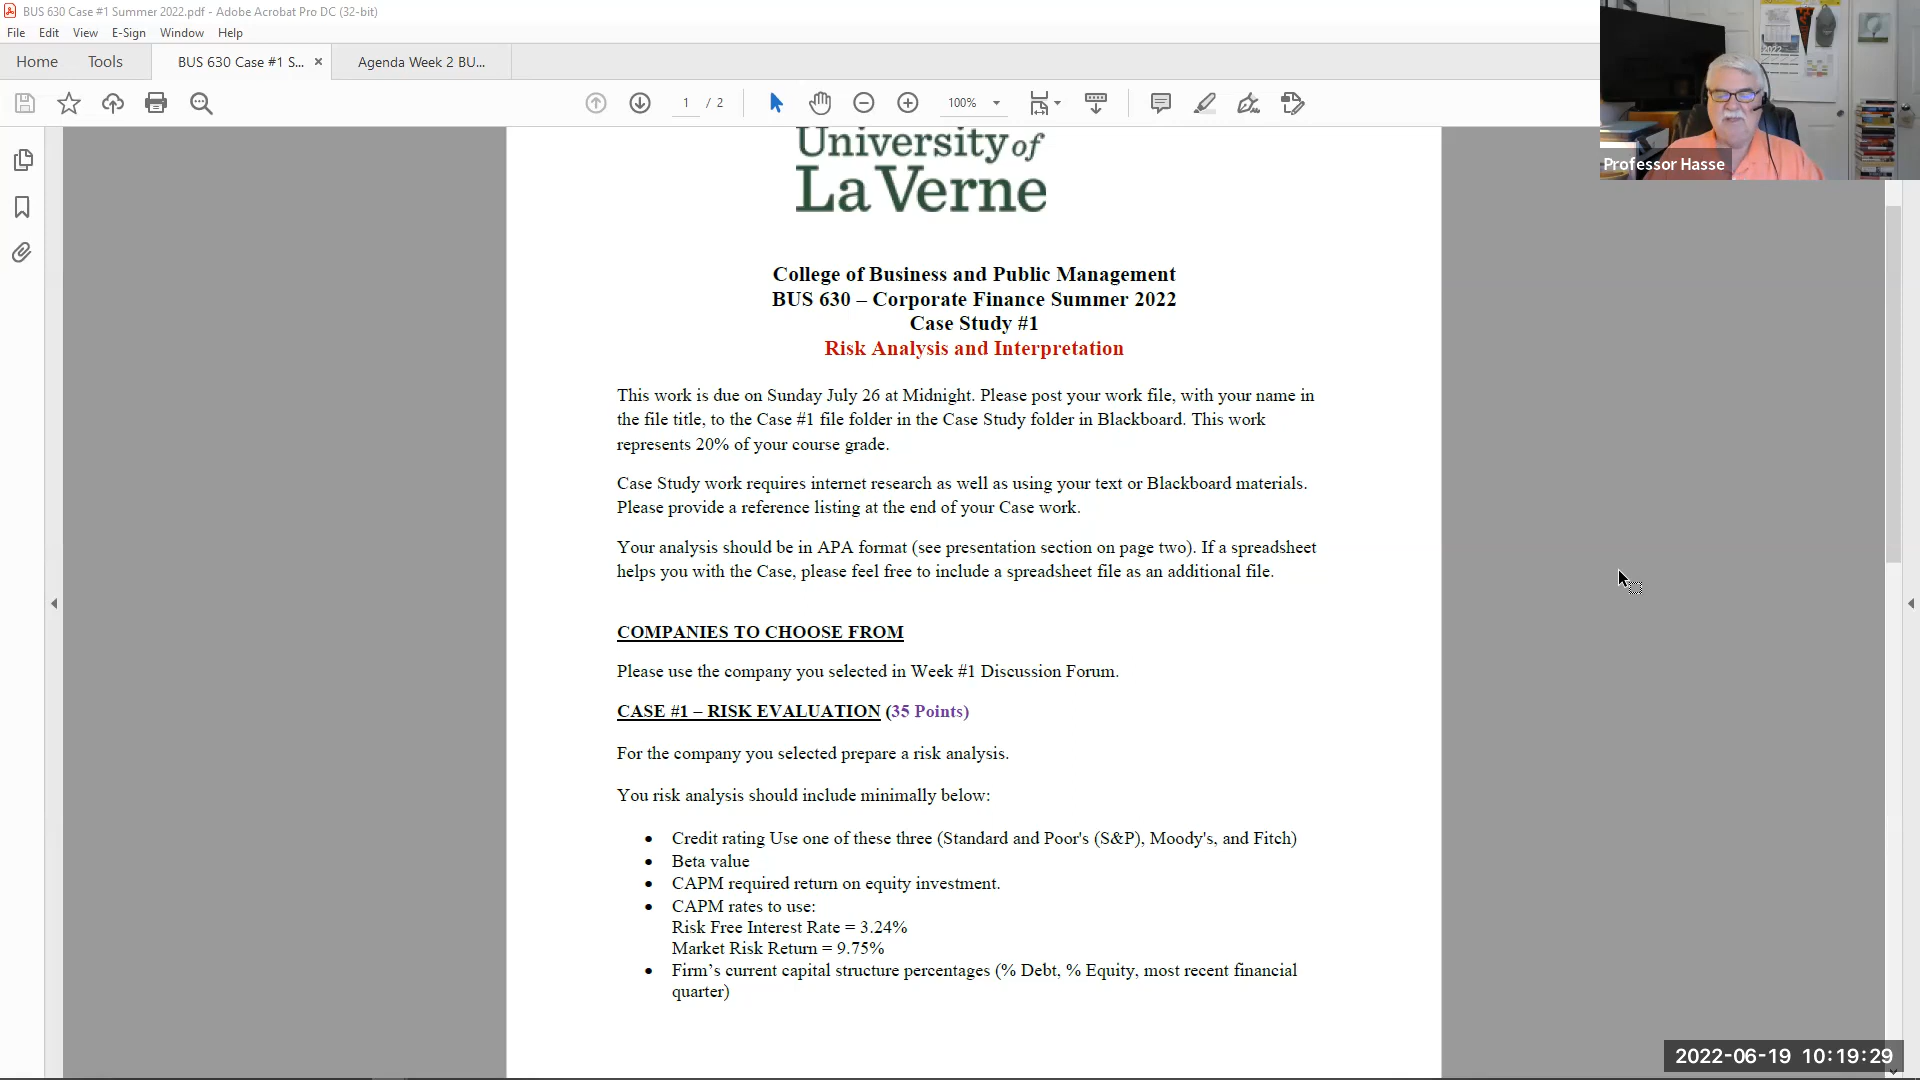 BUS 630 Case #1 Summer 2022.pdf - Adobe Acrobat Pro DC (32-bit)
File Edit View E-Sign Window Help
Home Tools BUS 630 Case #1 S... × Agenda Week 2 BU...
1 / 2 100%
2022
Professor Hasse
University of
La Verne
College of Business and Public Management
BUS 630 – Corporate Finance Summer 2022
Case Study #1
Risk Analysis and Interpretation
This work is due on Sunday July 26 at Midnight. Please post your work file, with your name in
the file title, to the Case #1 file folder in the Case Study folder in Blackboard. This work
represents 20% of your course grade.
Case Study work requires internet research as well as using your text or Blackboard materials.
Please provide a reference listing at the end of your Case work.
Your analysis should be in APA format (see presentation section on page two). If a spreadsheet
helps you with the Case, please feel free to include a spreadsheet file as an additional file.
COMPANIES TO CHOOSE FROM
Please use the company you selected in Week #1 Discussion Forum.
CASE #1 – RISK EVALUATION (35 Points)
For the company you selected prepare a risk analysis.
You risk analysis should include minimally below:
• Credit rating Use one of these three (Standard and Poor's (S&P), Moody's, and Fitch)
• Beta value
• CAPM required return on equity investment.
• CAPM rates to use:
Risk Free Interest Rate = 3.24%
Market Risk Return = 9.75%
• Firm’s current capital structure percentages (% Debt, % Equity, most recent financial
quarter)
2022-06-19 10:19:29